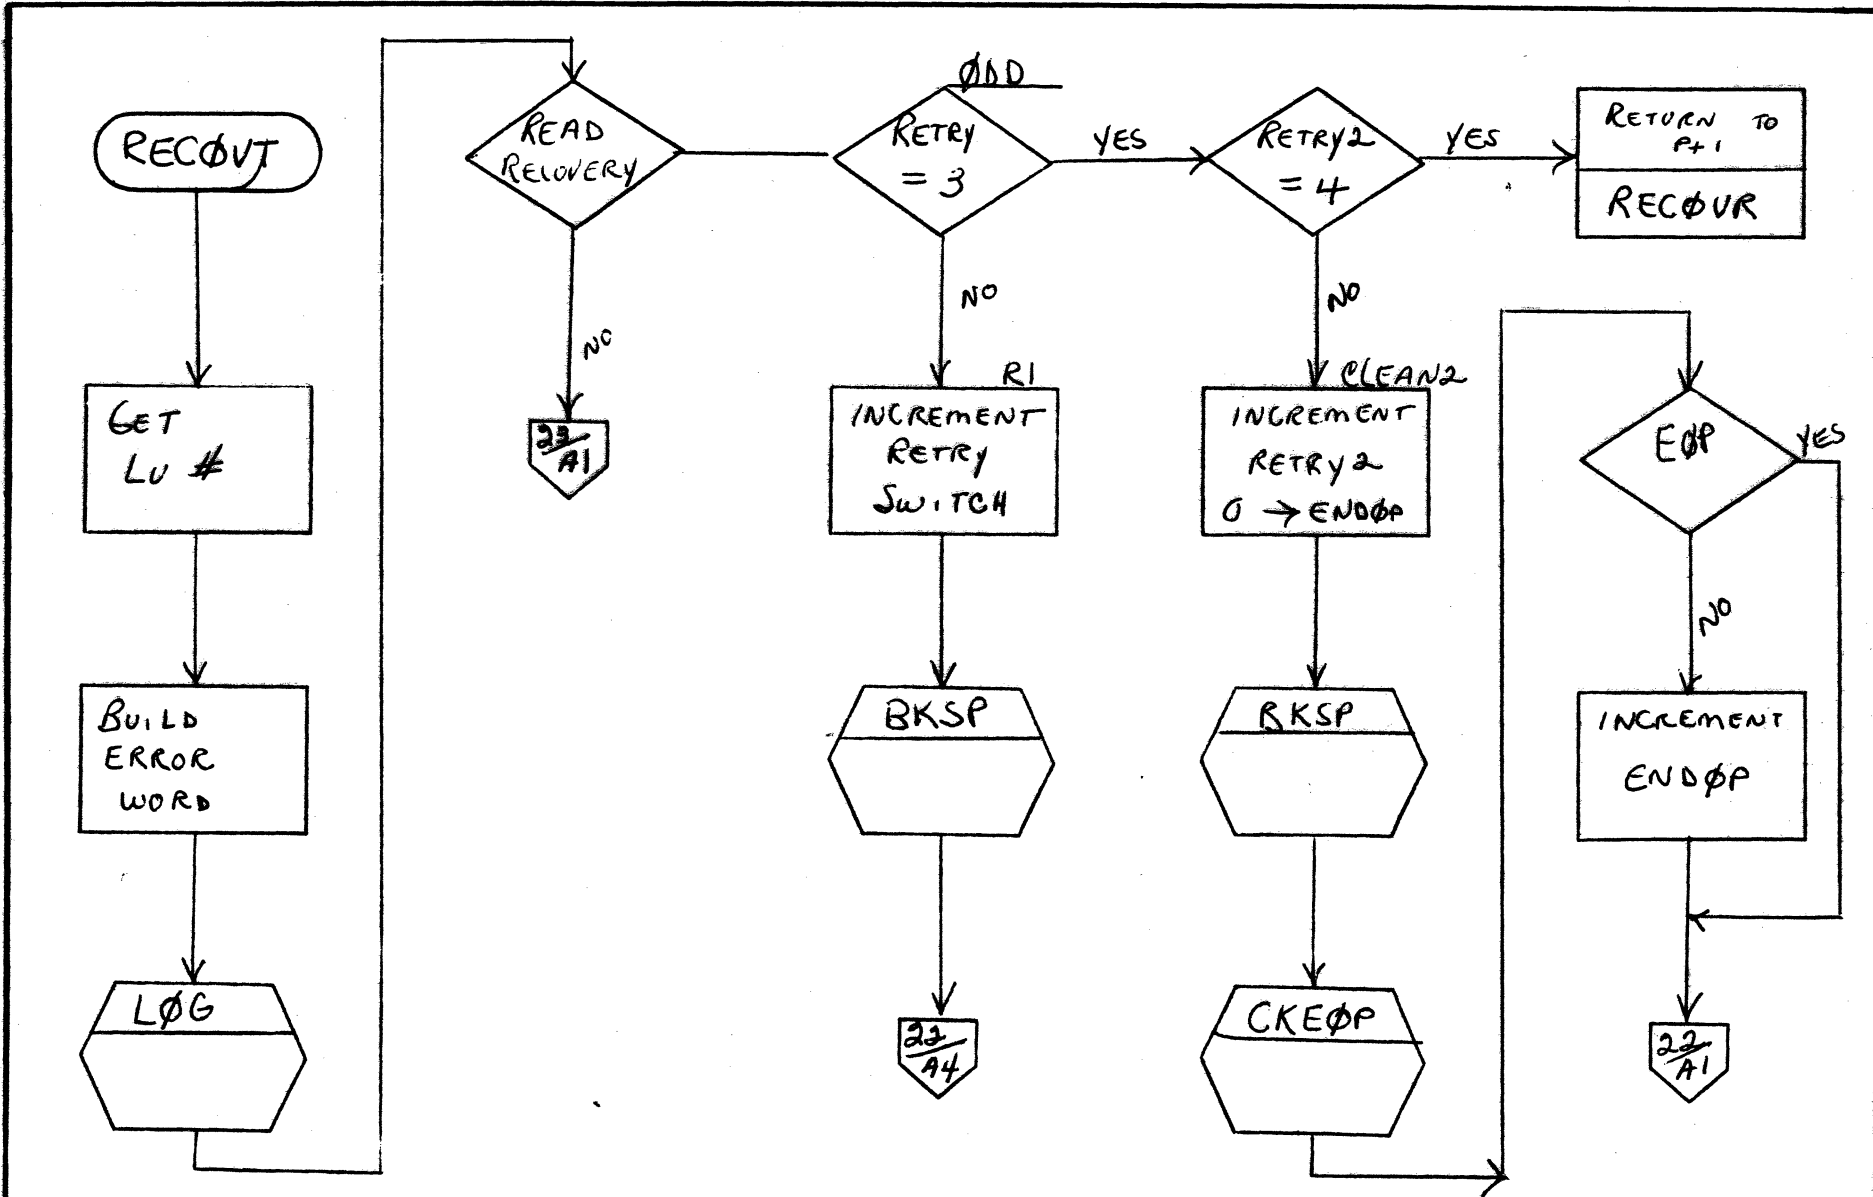 RECØVT
GET
LU #
BUILD
ERROR
WORD
LØG
READ
RECOVERY
NO
23/A1
ØDD
RETRY
= 3
YES
NO
R1
INCREMENT
RETRY
SWITCH
BKSP
22/A4
RETRY2
= 4
YES
NO
CLEAN2
INCREMENT
RETRY2
0 → ENDØP
BKSP
CKEØP
RETURN TO
P+1
RECØVR
EØP
YES
NO
INCREMENT
ENDØP
22/A1